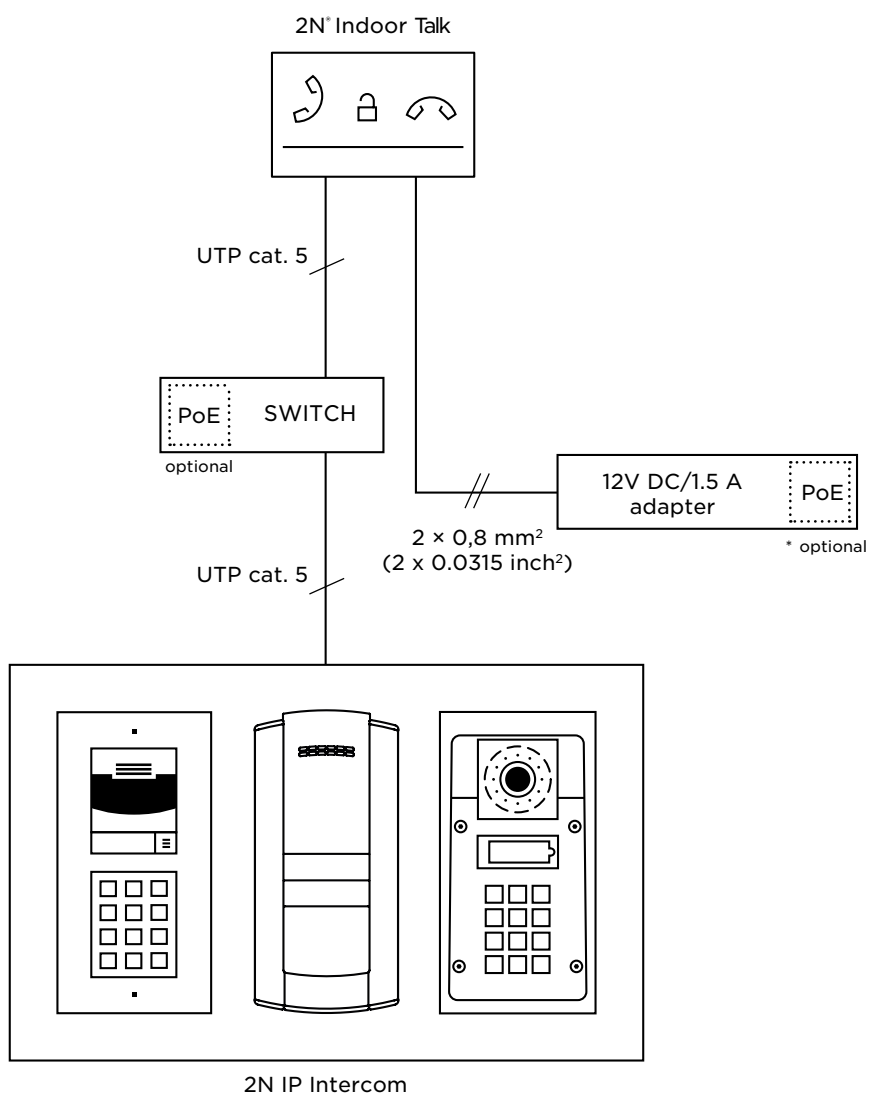 2N® Indoor Talk
UTP cat. 5
PoE SWITCH
optional
12V DC/1.5 A
adapter
PoE
* optional
2 × 0,8 mm²
(2 x 0.0315 inch²)
UTP cat. 5
2N IP Intercom